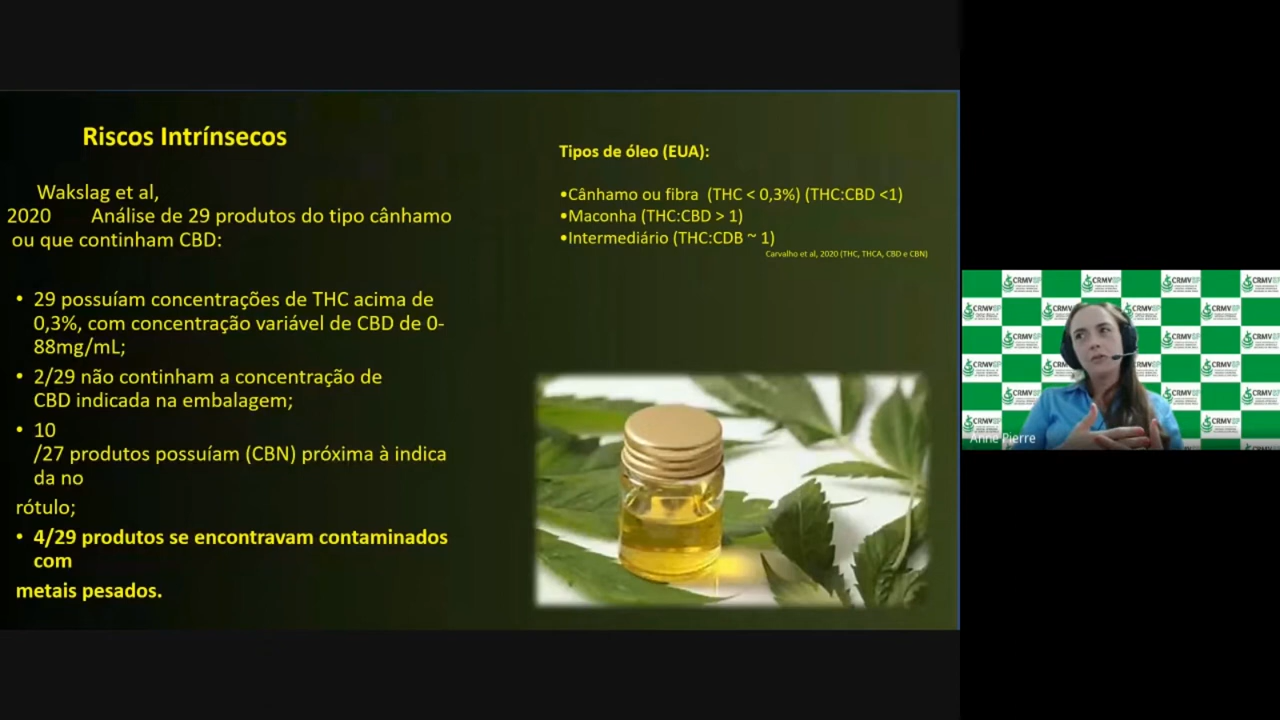 Riscos Intrínsecos
Wakslag et al,
2020 Análise de 29 produtos do tipo cânhamo
ou que continham CBD:
• 29 possuíam concentrações de THC acima de
0,3%, com concentração variável de CBD de 0-
88mg/mL;
• 2/29 não continham a concentração de
CBD indicada na embalagem;
• 10
/27 produtos possuíam (CBN) próxima à indica
da no
rótulo;
• 4/29 produtos se encontravam contaminados
com
metais pesados.
Tipos de óleo (EUA):
•Cânhamo ou fibra (THC < 0,3%) (THC:CBD <1)
•Maconha (THC:CBD > 1)
•Intermediário (THC:CDB ~ 1)
Carvalho et al, 2020 (THC, THCA, CBD e CBN)
CRMVSP
Anne Pierre